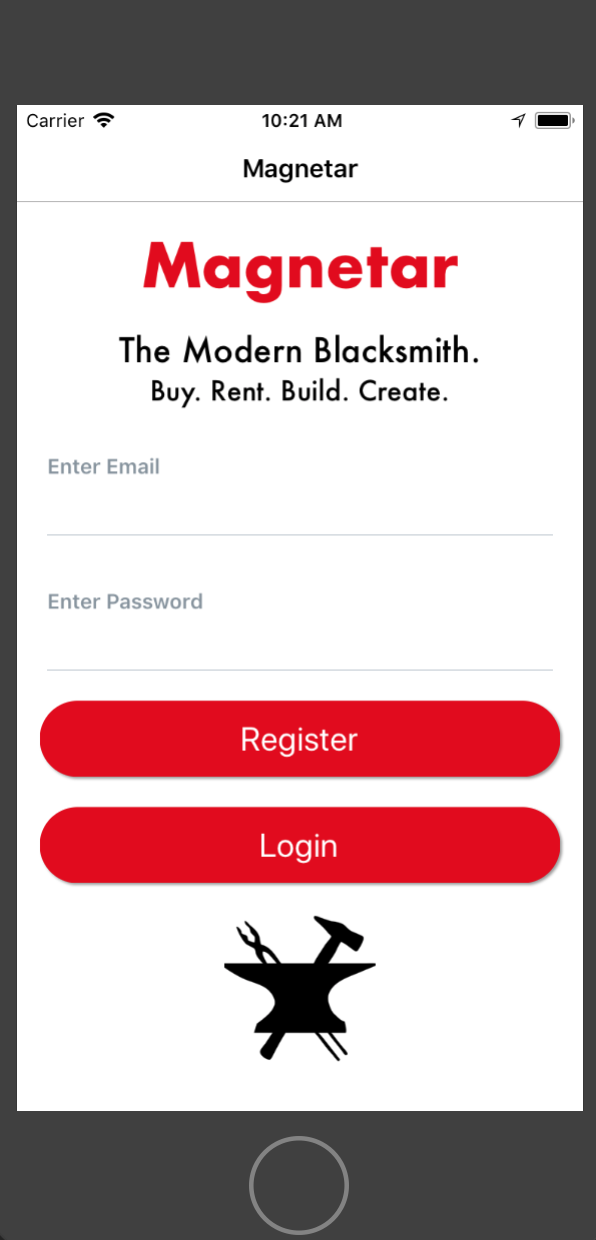 Carrier 10:21 AM
Magnetar
Magnetar
The Modern Blacksmith.
Buy. Rent. Build. Create.
Enter Email
Enter Password
Register
Login